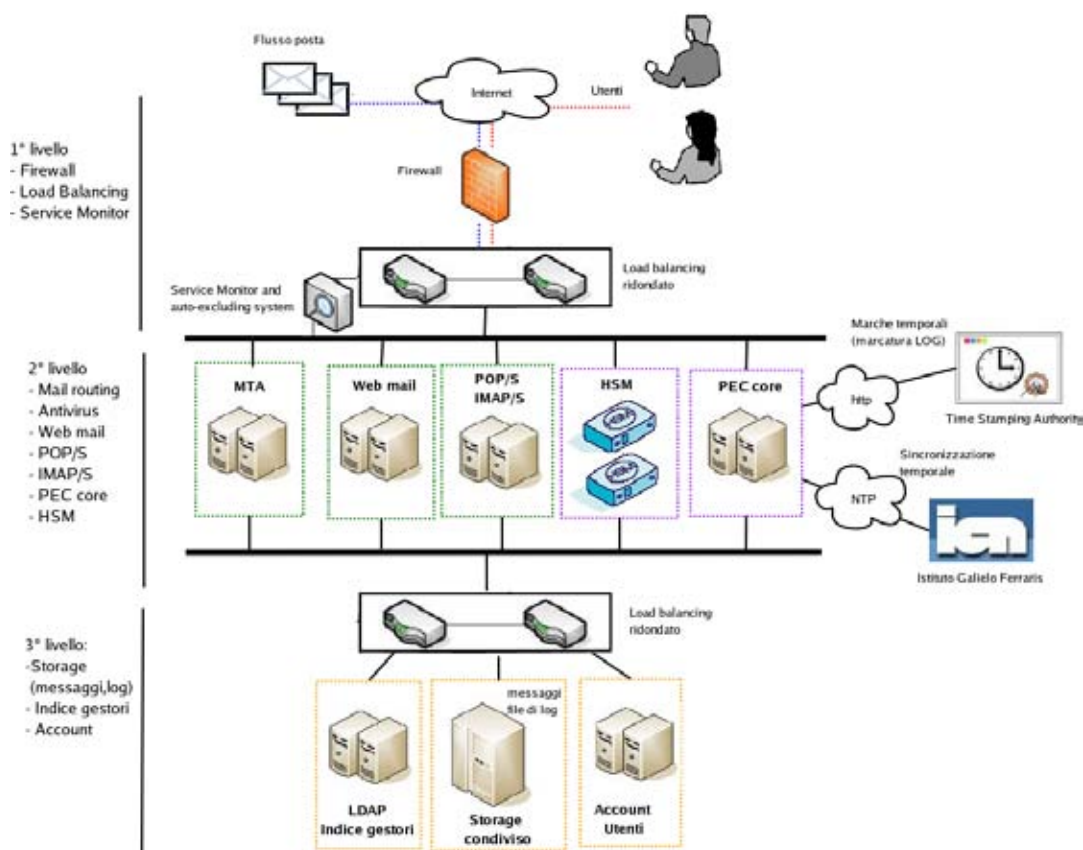 Flusso posta
Internet
Utenti
1° livello
- Firewall
- Load Balancing
- Service Monitor
Firewall
Service Monitor and
auto-excluding system
Load balancing
ridondato
2° livello
- Mail routing
- Antivirus
- Web mail
- POP/S
- IMAP/S
- PEC core
- HSM
MTA
Web mail
POP/S
IMAP/S
HSM
PEC core
http
Marche temporali
(marcatura LOG)
Time Stamping Authority
Sincronizzazione
temporale
NTP
ien
Istituto Galielo Ferraris
3° livello:
-Storage
(messaggi,log)
- Indice gestori
- Account
Load balancing
ridondato
LDAP
Indice gestori
messaggi
file di log
Storage
condiviso
Account
Utenti